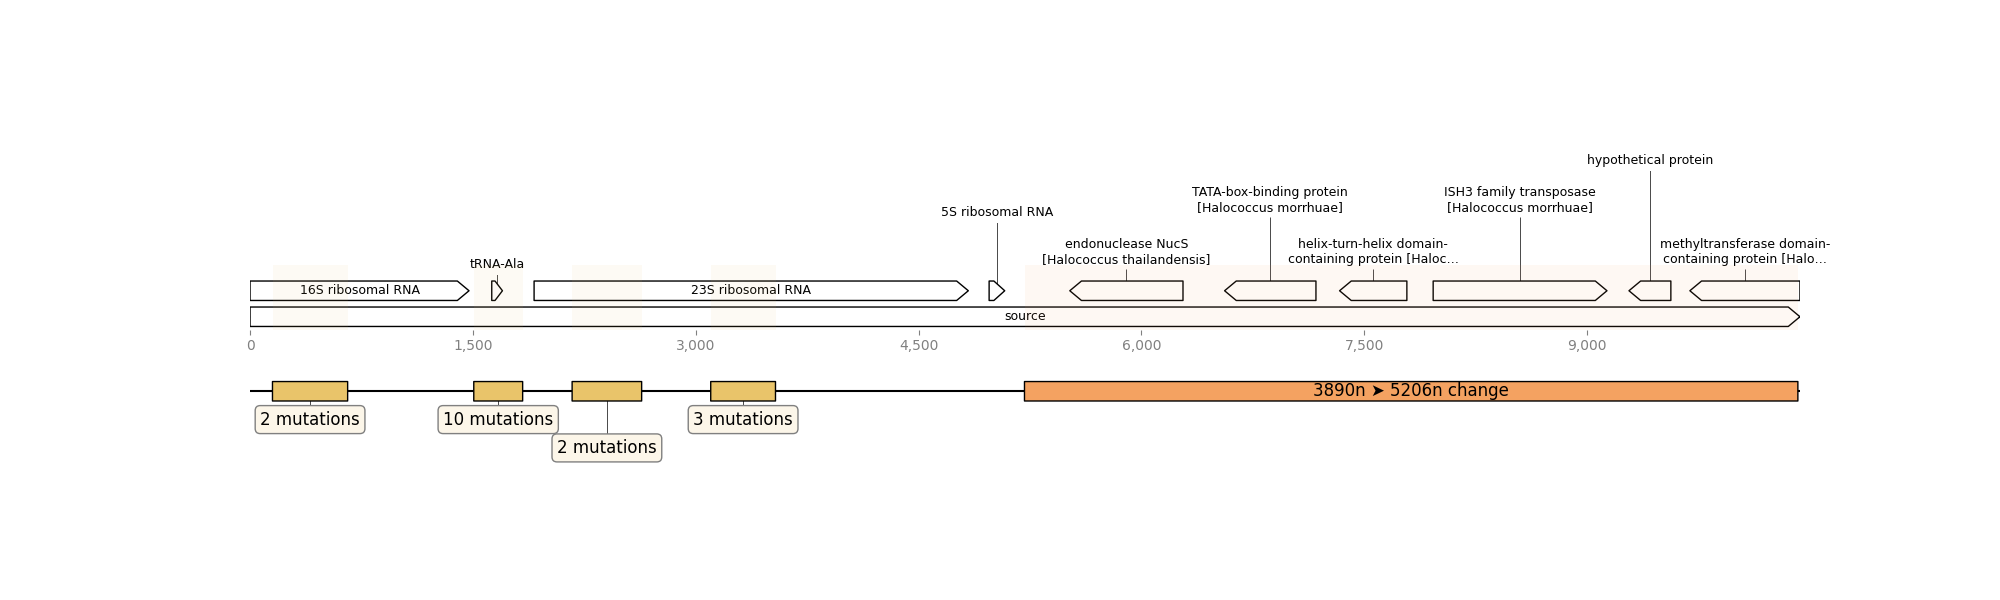 hypothetical protein
TATA-box-binding protein
[Halococcus morrhuae]
ISH3 family transposase
[Halococcus morrhuae]
5S ribosomal RNA
endonuclease NucS
[Halococcus thailandensis]
helix-turn-helix domain-
containing protein [Haloc...
methyltransferase domain-
containing protein [Halo...
tRNA-Ala
16S ribosomal RNA
23S ribosomal RNA
source
0 1,500 3,000 4,500 6,000 7,500 9,000
3890n ➤ 5206n change
2 mutations 10 mutations 3 mutations
2 mutations